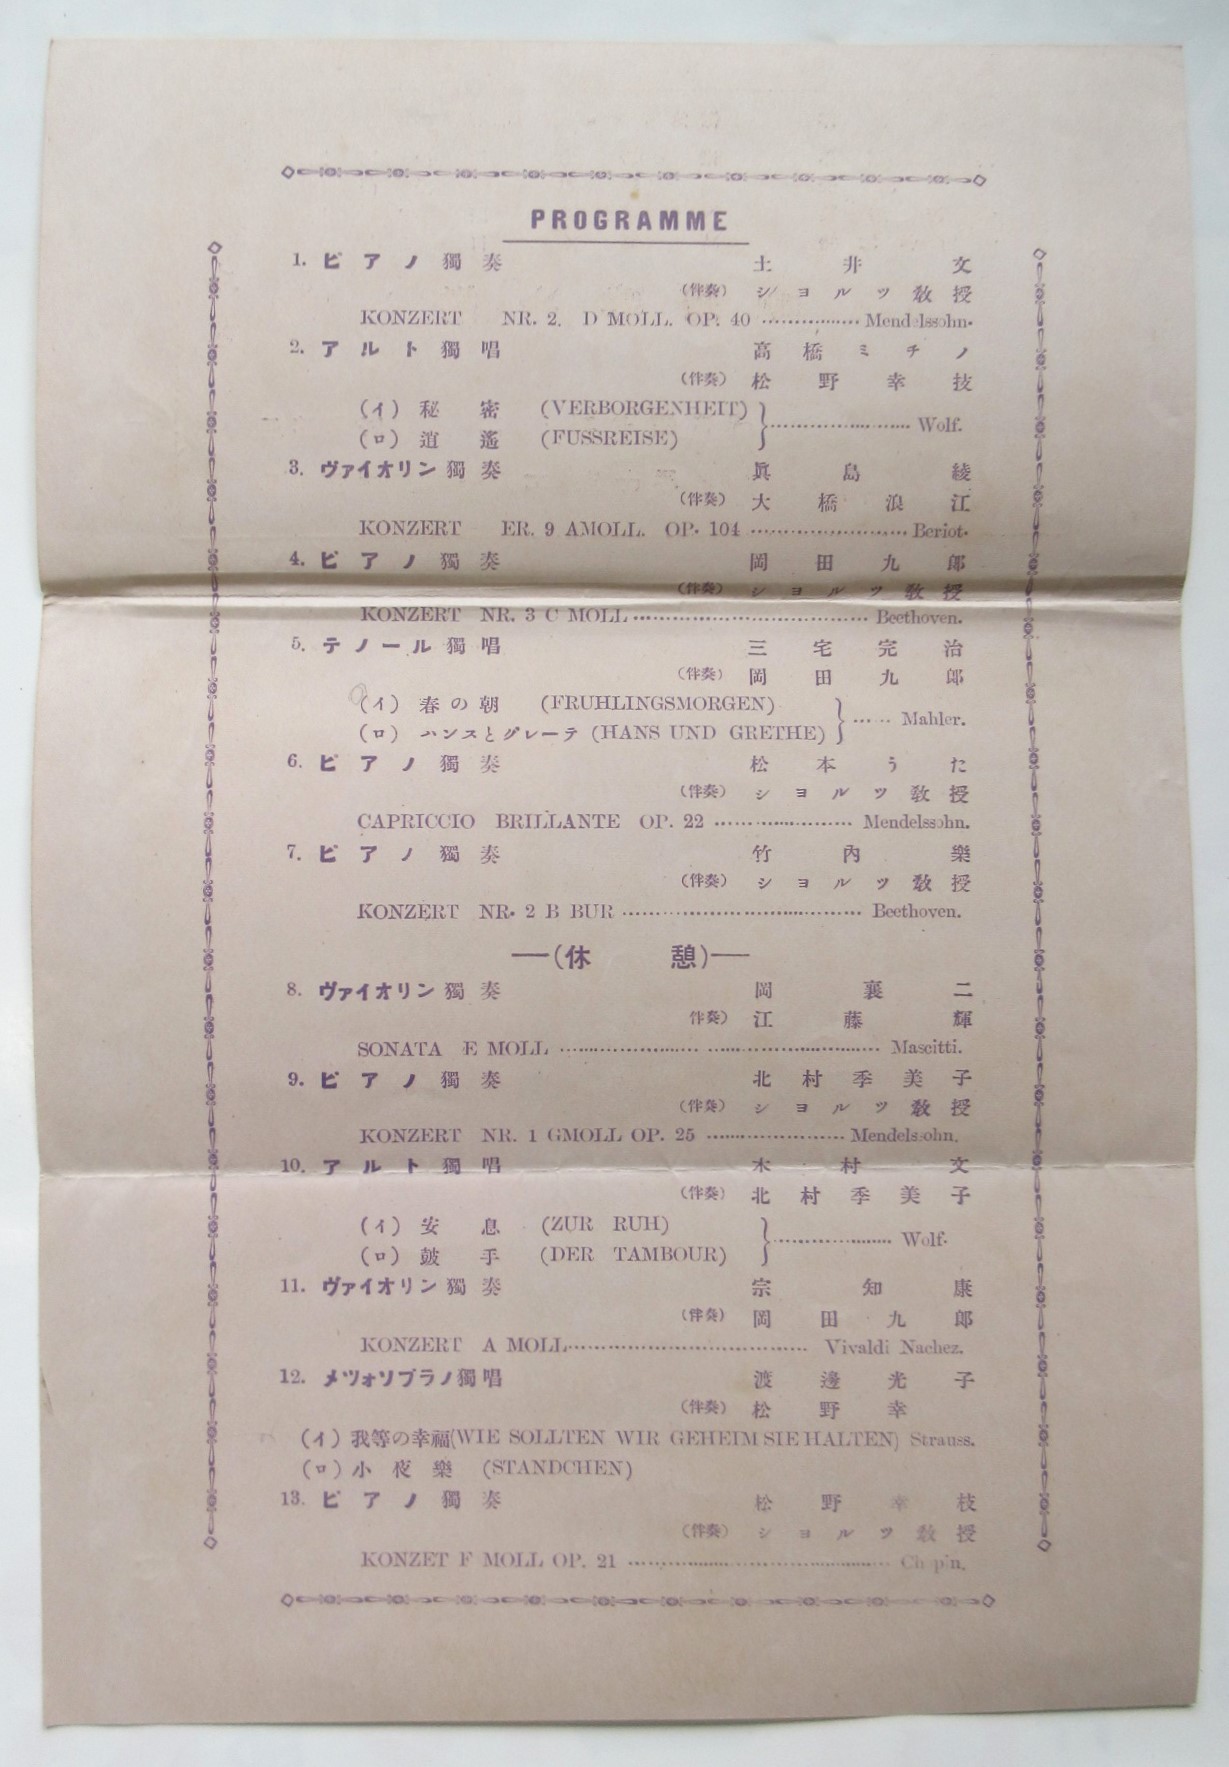 PROGRAMME
1. ピアノ獨奏 土井文
(伴奏) ショルツ教授
KONZERT NR. 2. D MOLL. OP. 40 ………… Mendelssohn.
2. アルト獨唱 高橋ミチノ
(伴奏) 松野幸技
(イ) 秘密 (VERBORGENHEIT)
(ロ) 逍遙 (FUSSREISE) ………… Wolf.
3. ヴァイオリン獨奏 眞島綾
(伴奏) 大橋浪江
KONZERT ER. 9 AMOLL. OP. 104 ………… Beriot.
4. ピアノ獨奏 岡田九郎
(伴奏) ショルツ教授
KONZERT NR. 3 C MOLL ………… Beethoven.
5. テノール獨唱 三宅完治
(伴奏) 岡田九郎
(イ) 春の朝 (FRUHLINGSMORGEN)
(ロ) ハンスとグレーテ (HANS UND GRETHE) …… Mahler.
6. ピアノ獨奏 松本うた
(伴奏) ショルツ教授
CAPRICCIO BRILLANTE OP. 22 ………… Mendelssohn.
7. ピアノ獨奏 竹內樂
(伴奏) ショルツ教授
KONZERT NR. 2 B BUR ………… Beethoven.
—(休憩)—
8. ヴァイオリン獨奏 岡襄二
伴奏) 江藤輝
SONATA E MOLL ………… Mascitti.
9. ピアノ獨奏 北村季美子
(伴奏) ショルツ教授
KONZERT NR. 1 GMOLL OP. 25 ………… Mendelssohn.
10. アルト獨唱 木村文
(伴奏) 北村季美子
(イ) 安息 (ZUR RUH)
(ロ) 鼓手 (DER TAMBOUR) ………… Wolf.
11. ヴァイオリン獨奏 宗知康
(伴奏) 岡田九郎
KONZERT A MOLL ………… Vivaldi Nachez.
12. メツォソプラノ獨唱 渡邊光子
(伴奏) 松野幸
(イ) 我等の幸福(WIE SOLLTEN WIR GEHEIM SIE HALTEN) Strauss.
(ロ) 小夜樂 (STANDCHEN)
13. ピアノ獨奏 松野幸枝
(伴奏) ショルツ教授
KONZET F MOLL OP. 21 ………… Chopin.